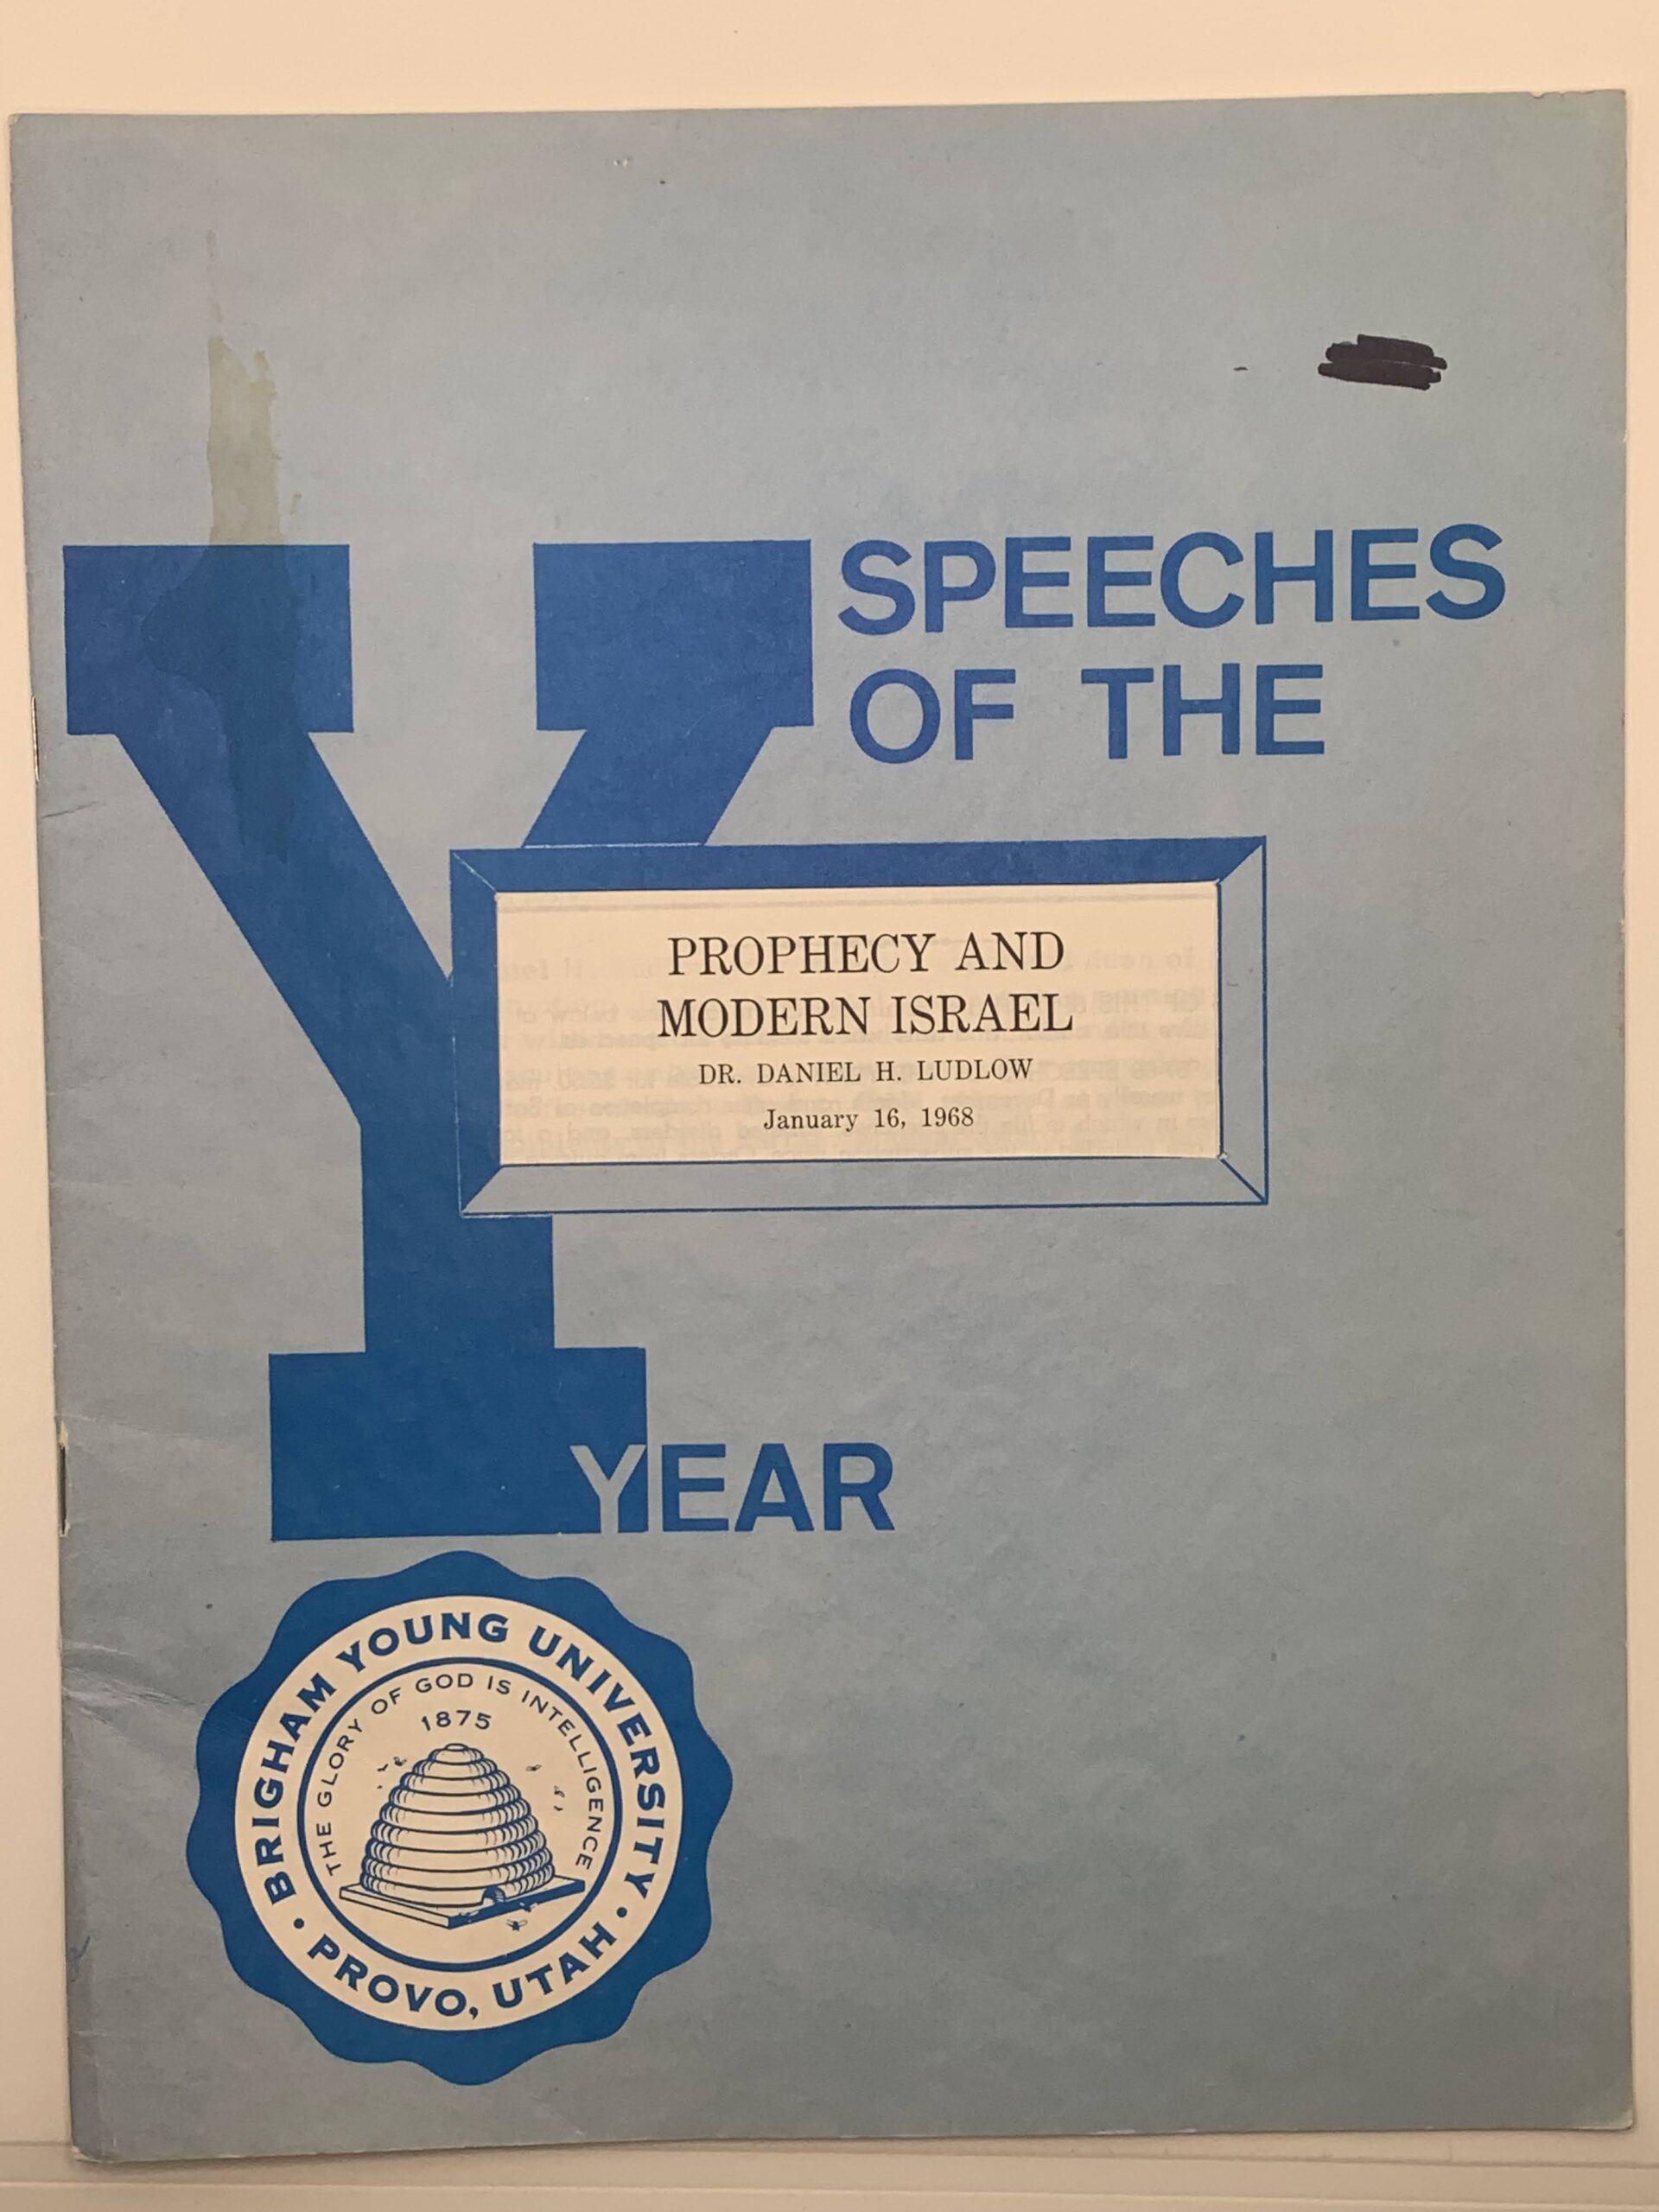 SPEECHES
OF THE
PROPHECY AND
MODERN ISRAEL
DR. DANIEL H. LUDLOW
January 16, 1968
YEAR
BRIGHAM YOUNG UNIVERSITY
THE GLORY OF GOD IS INTELLIGENCE
1875
• PROVO, UTAH •